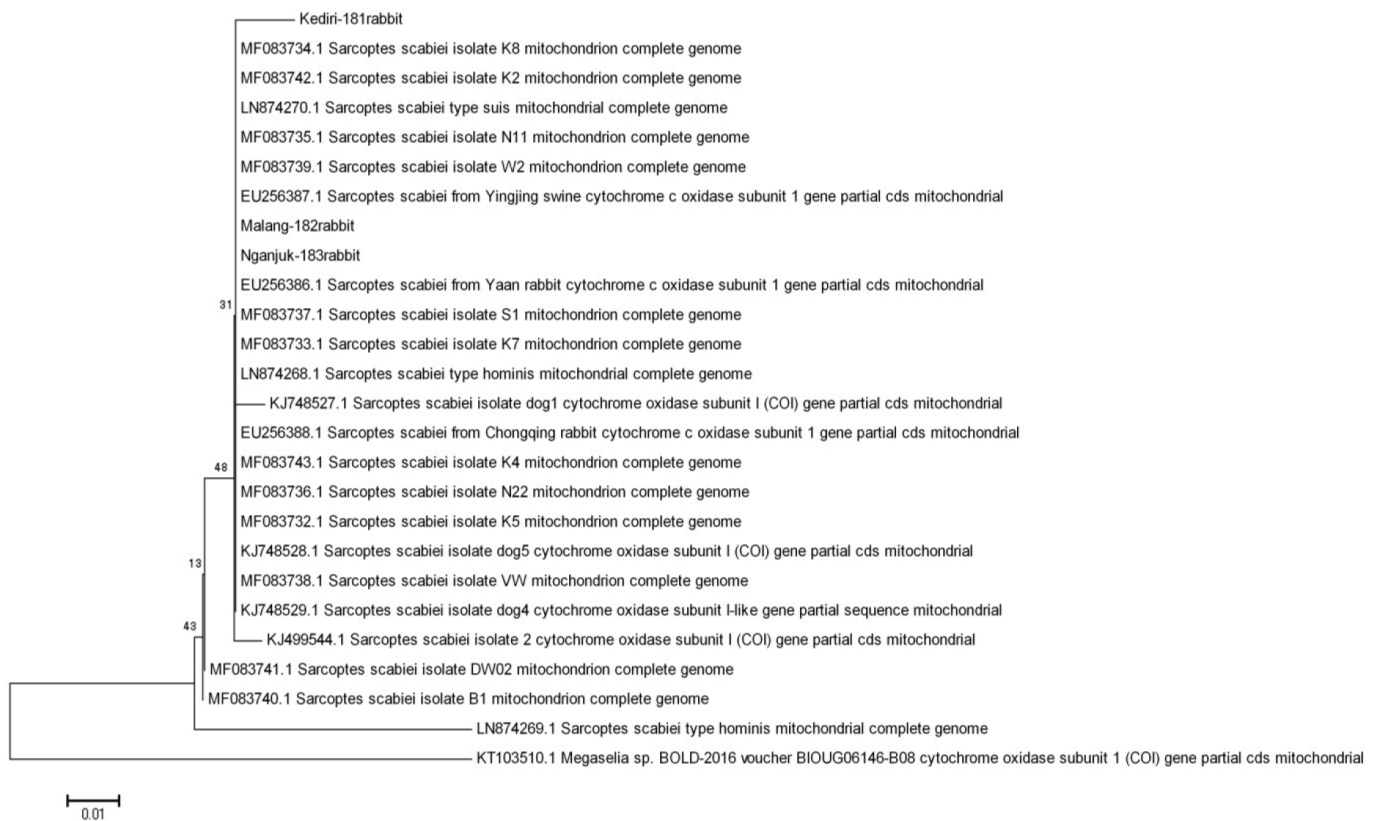 Kediri-181rabbit
MF083734.1 Sarcoptes scabiei isolate K8 mitochondrion complete genome
MF083742.1 Sarcoptes scabiei isolate K2 mitochondrion complete genome
LN874270.1 Sarcoptes scabiei type suis mitochondrial complete genome
MF083735.1 Sarcoptes scabiei isolate N11 mitochondrion complete genome
MF083739.1 Sarcoptes scabiei isolate W2 mitochondrion complete genome
EU256387.1 Sarcoptes scabiei from Yingjing swine cytochrome c oxidase subunit 1 gene partial cds mitochondrial
Malang-182rabbit
Nganjuk-183rabbit
EU256386.1 Sarcoptes scabiei from Yaan rabbit cytochrome c oxidase subunit 1 gene partial cds mitochondrial
31
MF083737.1 Sarcoptes scabiei isolate S1 mitochondrion complete genome
MF083733.1 Sarcoptes scabiei isolate K7 mitochondrion complete genome
LN874268.1 Sarcoptes scabiei type hominis mitochondrial complete genome
KJ748527.1 Sarcoptes scabiei isolate dog1 cytochrome oxidase subunit I (COI) gene partial cds mitochondrial
EU256388.1 Sarcoptes scabiei from Chongqing rabbit cytochrome c oxidase subunit 1 gene partial cds mitochondrial
48
MF083743.1 Sarcoptes scabiei isolate K4 mitochondrion complete genome
MF083736.1 Sarcoptes scabiei isolate N22 mitochondrion complete genome
MF083732.1 Sarcoptes scabiei isolate K5 mitochondrion complete genome
KJ748528.1 Sarcoptes scabiei isolate dog5 cytochrome oxidase subunit I (COI) gene partial cds mitochondrial
13
MF083738.1 Sarcoptes scabiei isolate VW mitochondrion complete genome
KJ748529.1 Sarcoptes scabiei isolate dog4 cytochrome oxidase subunit I-like gene partial sequence mitochondrial
43
KJ499544.1 Sarcoptes scabiei isolate 2 cytochrome oxidase subunit I (COI) gene partial cds mitochondrial
MF083741.1 Sarcoptes scabiei isolate DW02 mitochondrion complete genome
MF083740.1 Sarcoptes scabiei isolate B1 mitochondrion complete genome
LN874269.1 Sarcoptes scabiei type hominis mitochondrial complete genome
KT103510.1 Megaselia sp. BOLD-2016 voucher BIOUG06146-B08 cytochrome oxidase subunit 1 (COI) gene partial cds mitochondrial
0.01